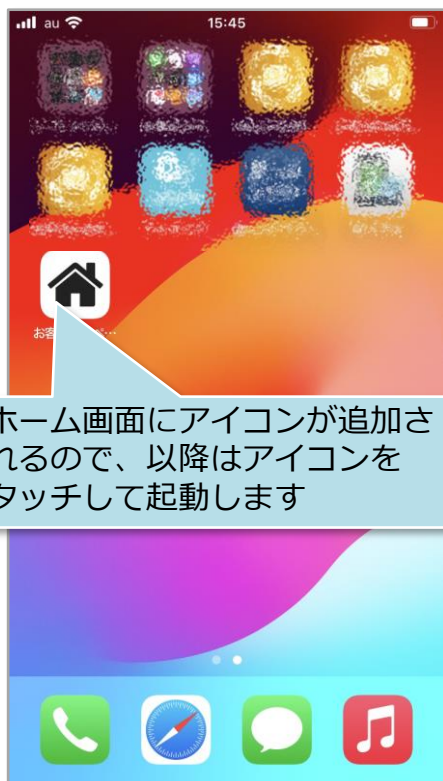 au 15:45
お客
ホーム画面にアイコンが追加さ
れるので、以降はアイコンを
タッチして起動します